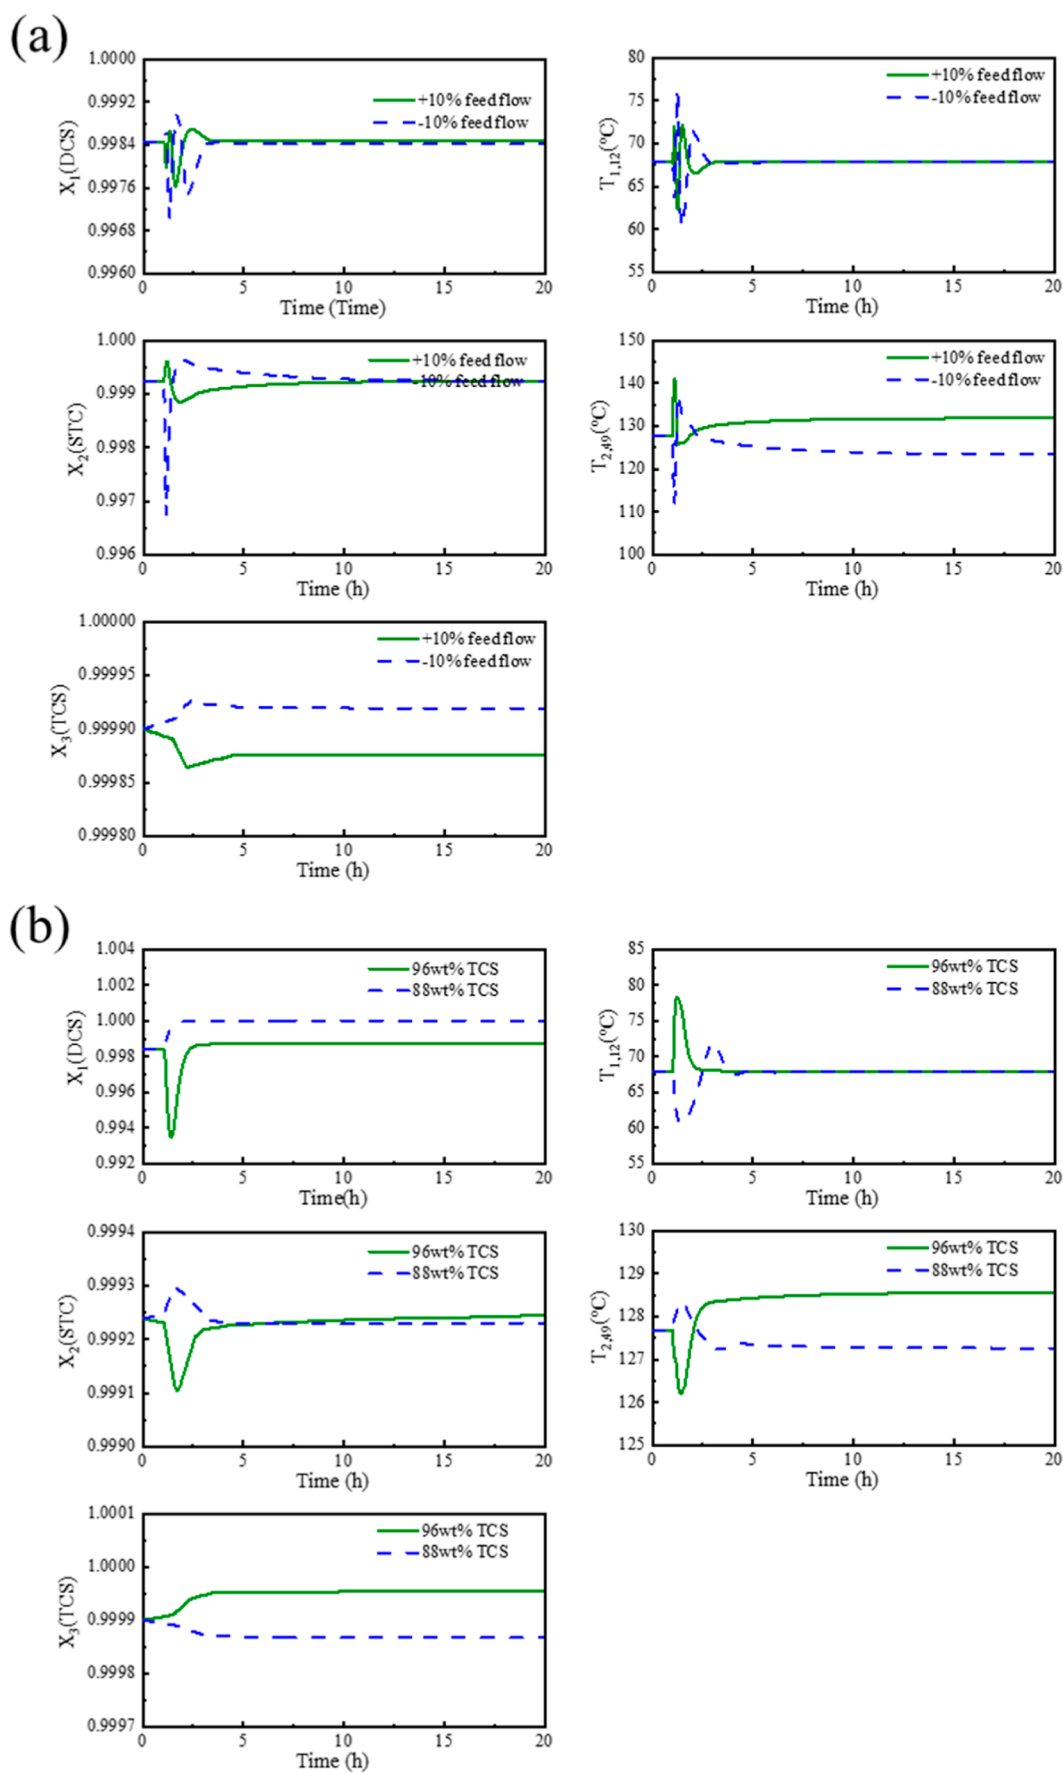 (a)
1.0000
0.9992
0.9984
0.9976
0.9968
0.9960
X₁(DCS)
+10% feed flow
-10% feed flow
0 5 10 15 20
Time (Time)
80
75
70
65
60
55
T₁,₁₂(°C)
+10% feed flow
-10% feed flow
0 5 10 15 20
Time (h)
1.000
0.999
0.998
0.997
0.996
X₂(STC)
+10% feed flow
-10% feed flow
0 5 10 15 20
Time (h)
150
140
130
120
110
100
T₂,₄₉(°C)
+10% feed flow
-10% feed flow
0 5 10 15 20
Time (h)
1.00000
0.99995
0.99990
0.99985
0.99980
X₃(TCS)
+10% feed flow
-10% feed flow
0 5 10 15 20
Time (h)
(b)
1.004
1.002
1.000
0.998
0.996
0.994
0.992
X₁(DCS)
96wt% TCS
88wt% TCS
0 5 10 15 20
Time(h)
85
80
75
70
65
60
55
T₁,₁₂(°C)
96wt% TCS
88wt% TCS
0 5 10 15 20
Time (h)
0.9994
0.9993
0.9992
0.9991
0.9990
X₂(STC)
96wt% TCS
88wt% TCS
0 5 10 15 20
Time (h)
130
129
128
127
126
125
T₂,₄₉(°C)
96wt% TCS
88wt% TCS
0 5 10 15 20
Time (h)
1.0001
1.0000
0.9999
0.9998
0.9997
X₃(TCS)
96wt% TCS
88wt% TCS
0 5 10 15 20
Time (h)